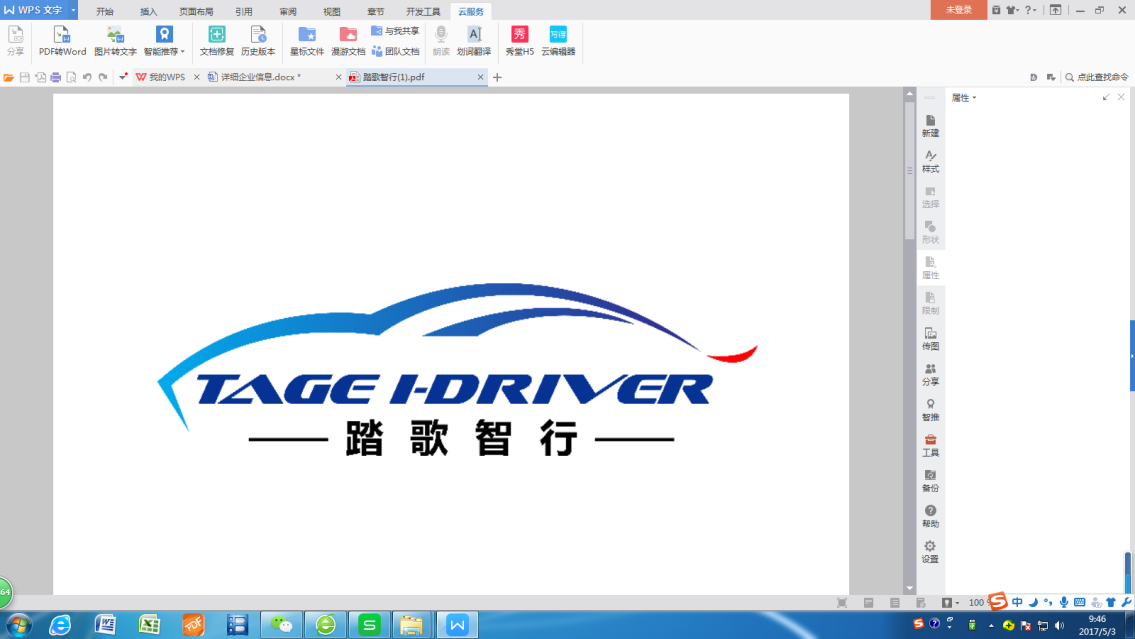 WPS 文字 开始 插入 页面布局 引用 审阅 视图 章节 开发工具 云服务 未登录
分享 PDF转Word 图片转文字 智能推荐 文档修复 历史版本 星标文件 漫游文档 与我共享 团队文档 朗读 划词翻译 秀堂H5 云编辑器
我的WPS 详细企业信息.docx * 踏歌智行(1).pdf 点此查找命令
属性
新建
样式
选择
形状
属性
限制
传图
分享
智推
工具
备份
帮助
设置
TAGE I-DRIVER
踏歌智行
64
100 中
9:46
2017/5/3